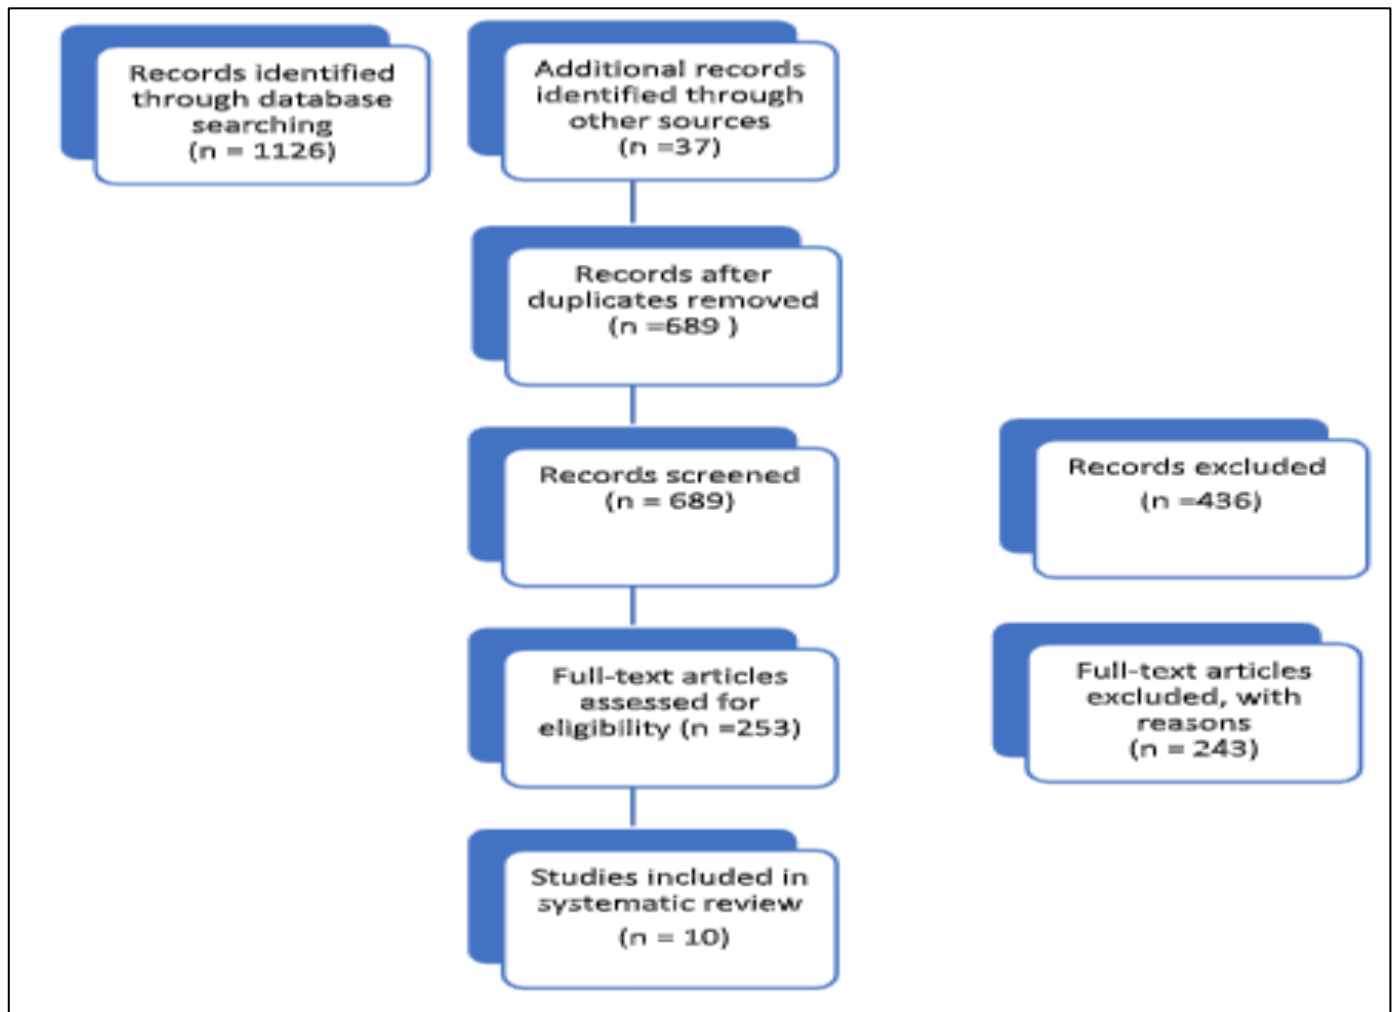 Records identified
through database
searching
(n = 1126)
Additional records
identified through
other sources
(n =37)
Records after
duplicates removed
(n =689 )
Records screened
(n = 689)
Records excluded
(n =436)
Full-text articles
assessed for
eligibility (n =253)
Full-text articles
excluded, with
reasons
(n = 243)
Studies included in
systematic review
(n = 10)